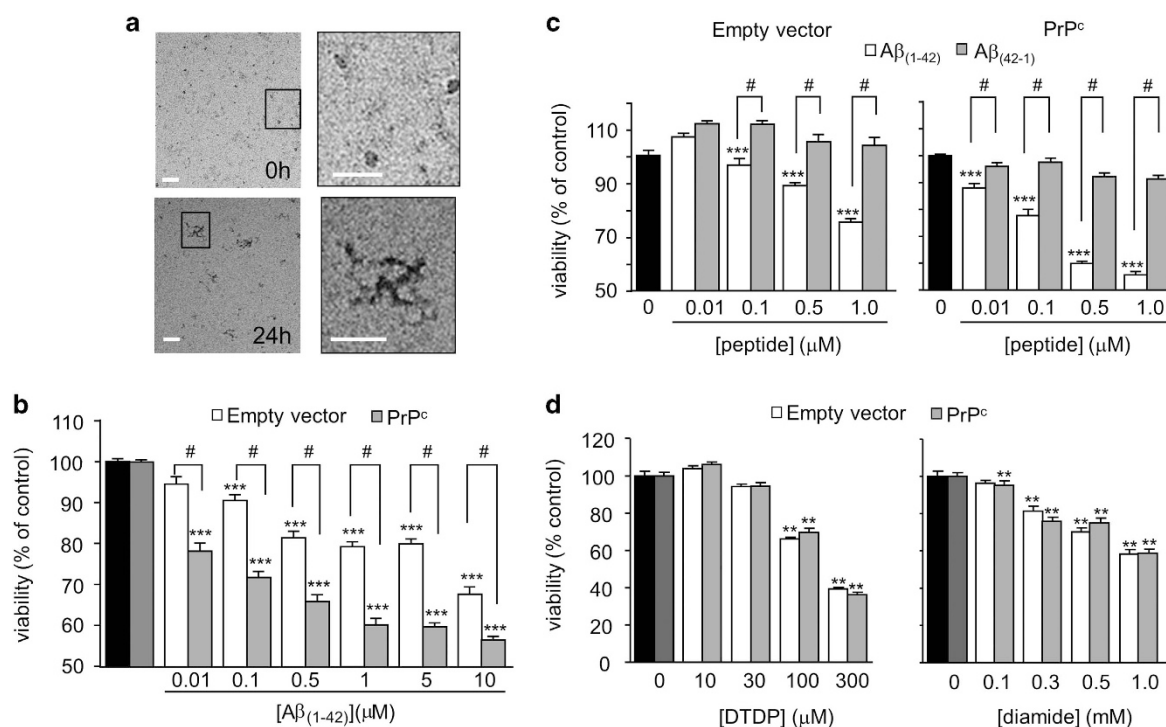 a
0h
24h
b
Empty vector PrPᶜ
viability (% of control)
110
100
90
80
70
60
50
# # # # # #
*** *** *** *** ***
*** *** *** *** *** ***
0.01 0.1 0.5 1 5 10
[Aβ(1-42)](μM)
c
Empty vector PrPᶜ
Aβ(1-42) Aβ(42-1)
viability (% of control)
110
90
70
50
# # #
*** *** ***
0 0.01 0.1 0.5 1.0
[peptide] (μM)
# # # #
*** *** *** ***
0 0.01 0.1 0.5 1.0
[peptide] (μM)
d
Empty vector PrPᶜ
viability (% control)
120
100
80
60
40
20
0
** **
** **
0 10 30 100 300
[DTDP] (μM)
**
** **
** **
** **
0 0.1 0.3 0.5 1.0
[diamide] (mM)